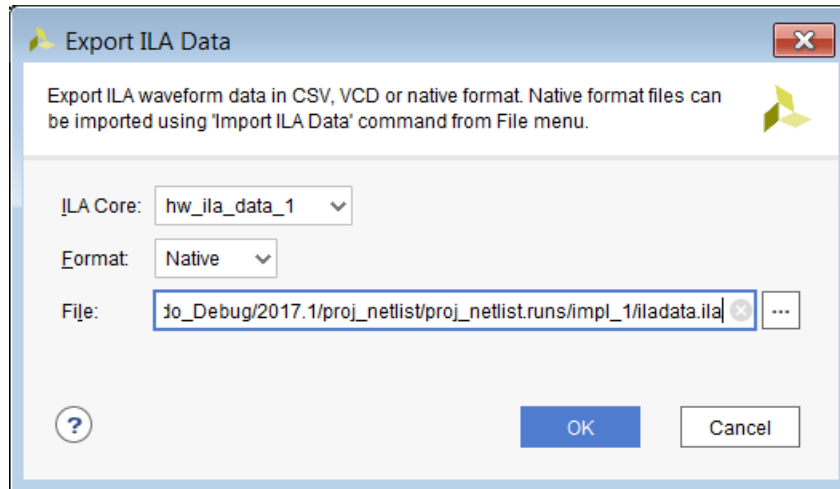 Export ILA Data
Export ILA waveform data in CSV, VCD or native format. Native format files can
be imported using 'Import ILA Data' command from File menu.
ILA Core: hw_ila_data_1
Format: Native
File: do_Debug/2017.1/proj_netlist/proj_netlist.runs/impl_1/iladata.ila ...
? OK Cancel